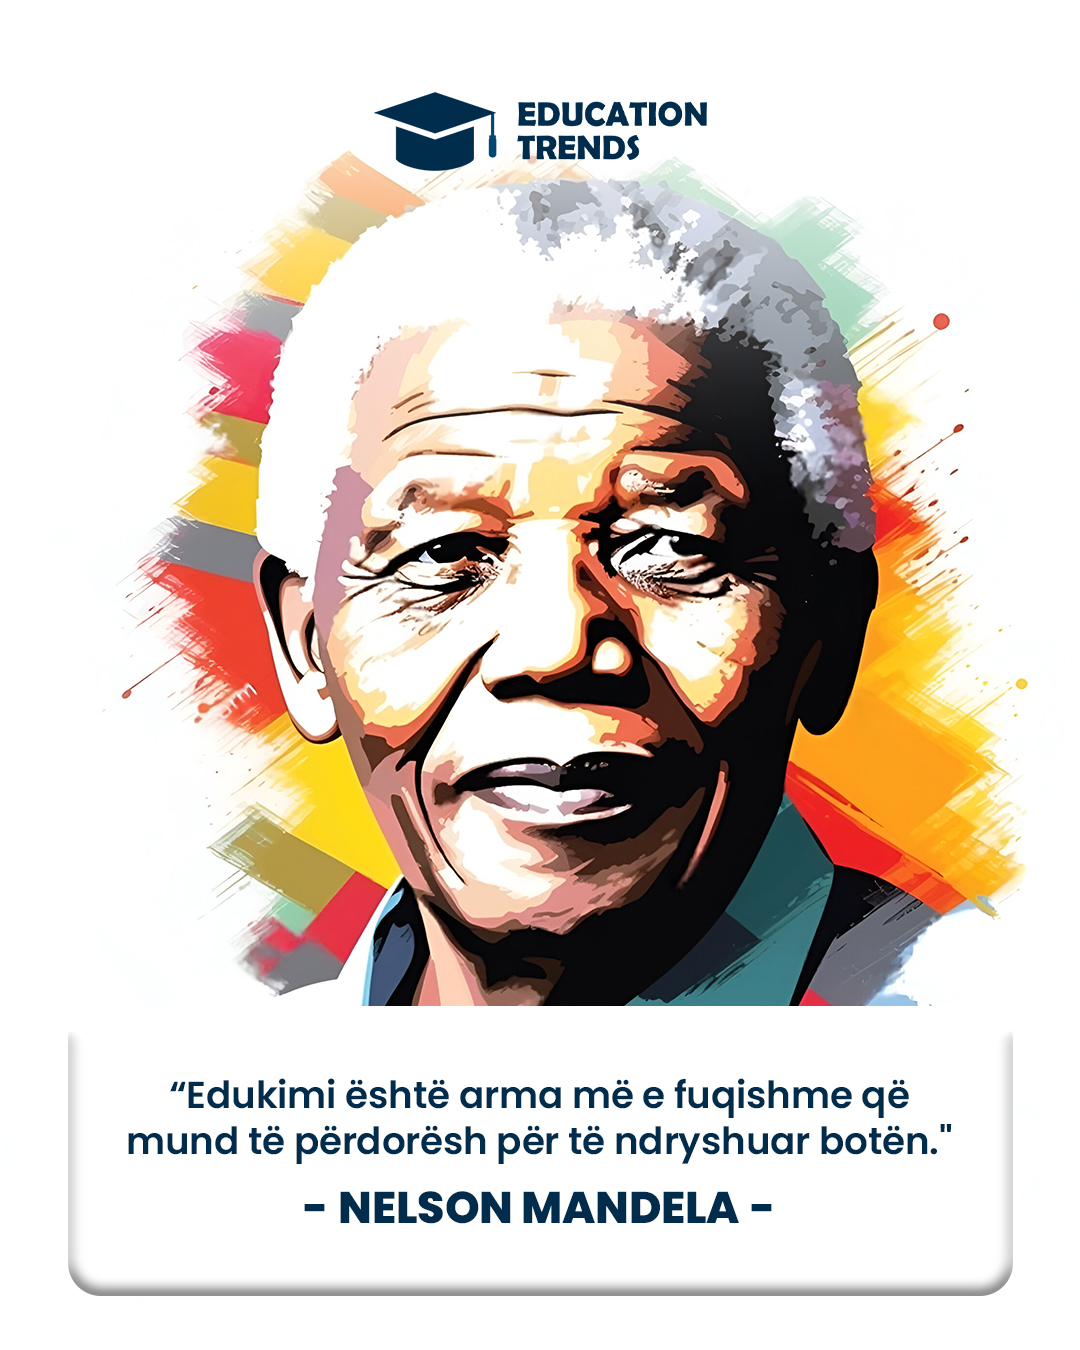 EDUCATION
TRENDS
“Edukimi është arma më e fuqishme që
mund të përdorësh për të ndryshuar botën."
- NELSON MANDELA -